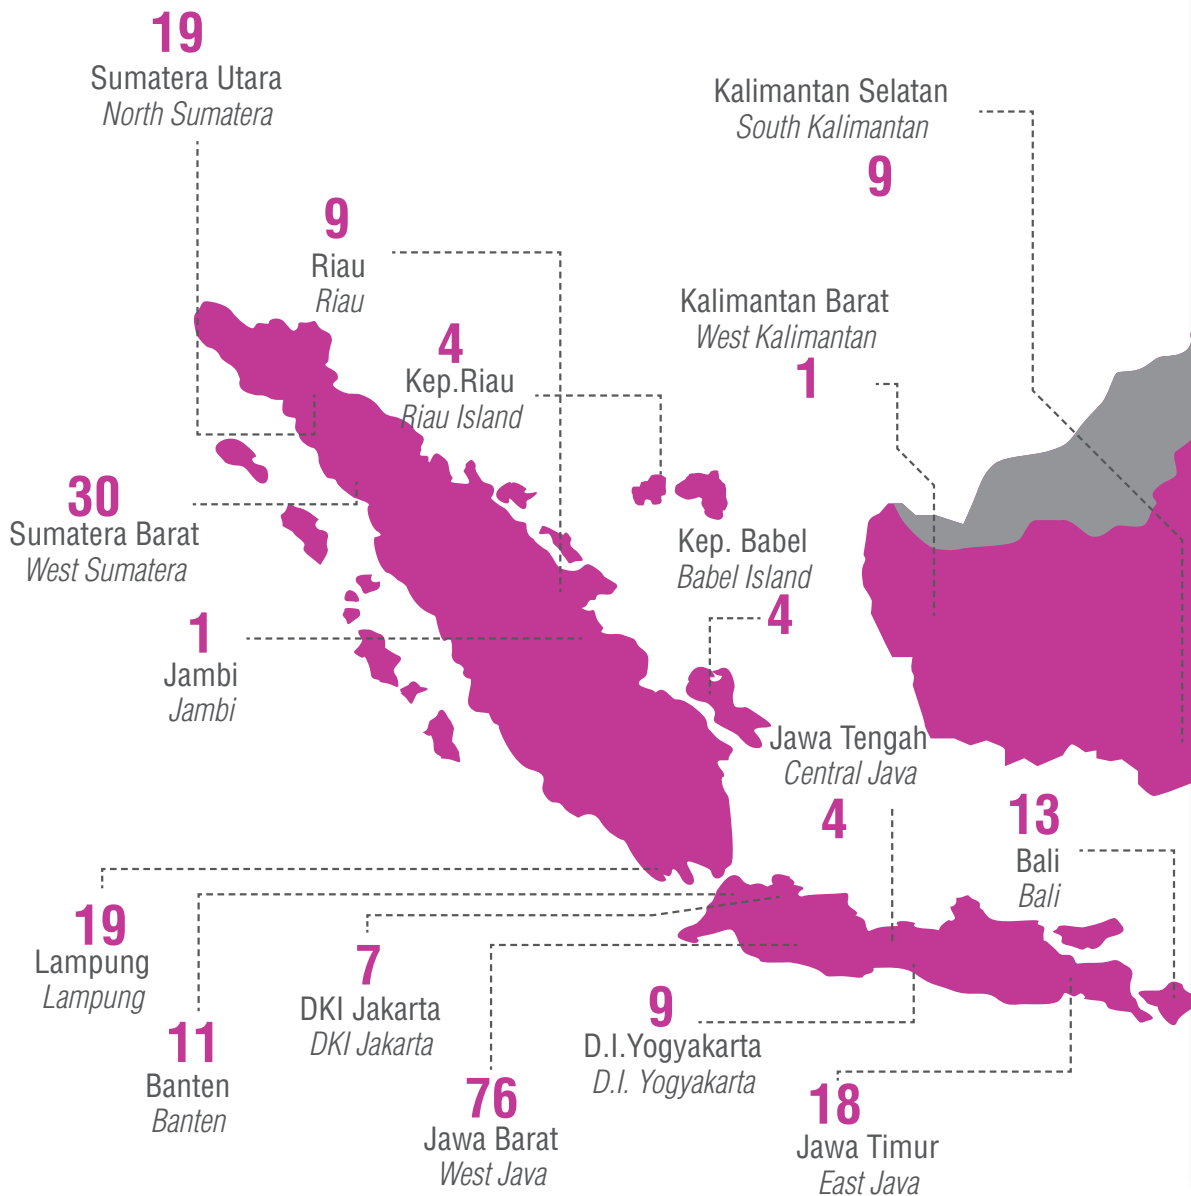 19
Sumatera Utara
North Sumatera
Kalimantan Selatan
South Kalimantan
9
9
Riau
Riau
Kalimantan Barat
West Kalimantan
1
4
Kep.Riau
Riau Island
30
Sumatera Barat
West Sumatera
Kep. Babel
Babel Island
4
1
Jambi
Jambi
Jawa Tengah
Central Java
4
13
Bali
Bali
19
Lampung
Lampung
7
DKI Jakarta
DKI Jakarta
9
D.I.Yogyakarta
D.I. Yogyakarta
11
Banten
Banten
76
Jawa Barat
West Java
18
Jawa Timur
East Java